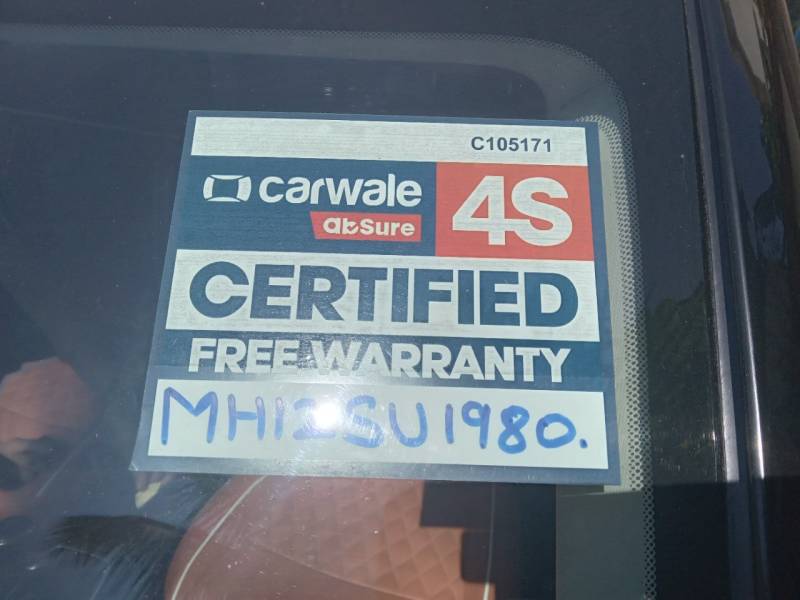 C105171
carwale
abSure
4S
CERTIFIED
FREE WARRANTY
MH12SU1980.